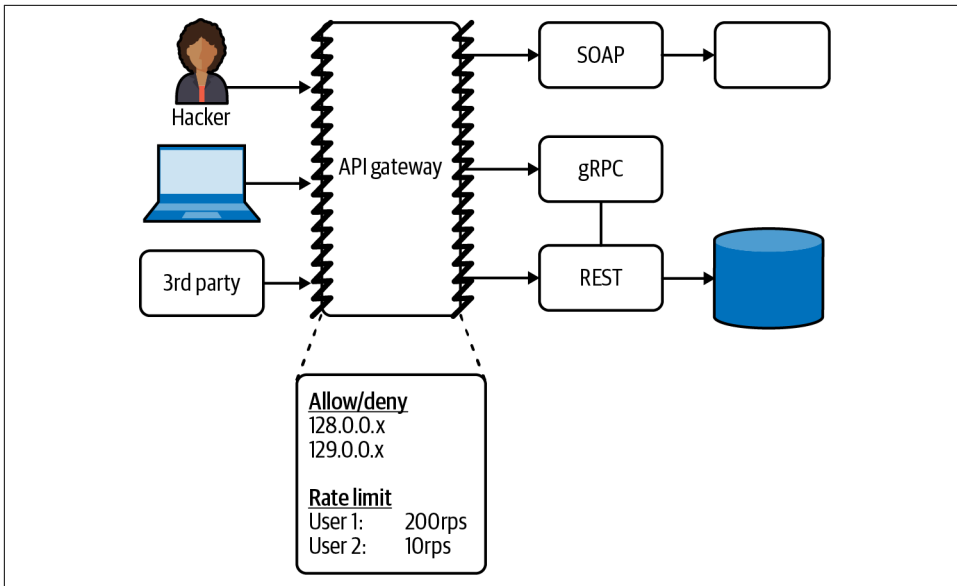 Hacker
3rd party
API gateway
SOAP
gRPC
REST
Allow/deny
128.0.0.x
129.0.0.x
Rate limit
User 1: 200rps
User 2: 10rps